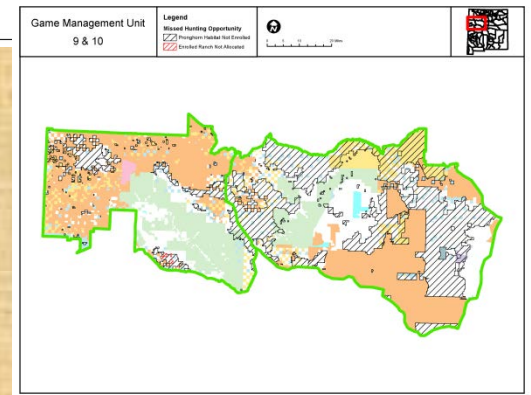 Game Management Unit
9 & 10
Legend
Missed Hunting Opportunity
Pronghorn Habitat Not Enrolled
Enrolled Ranch Not Allocated